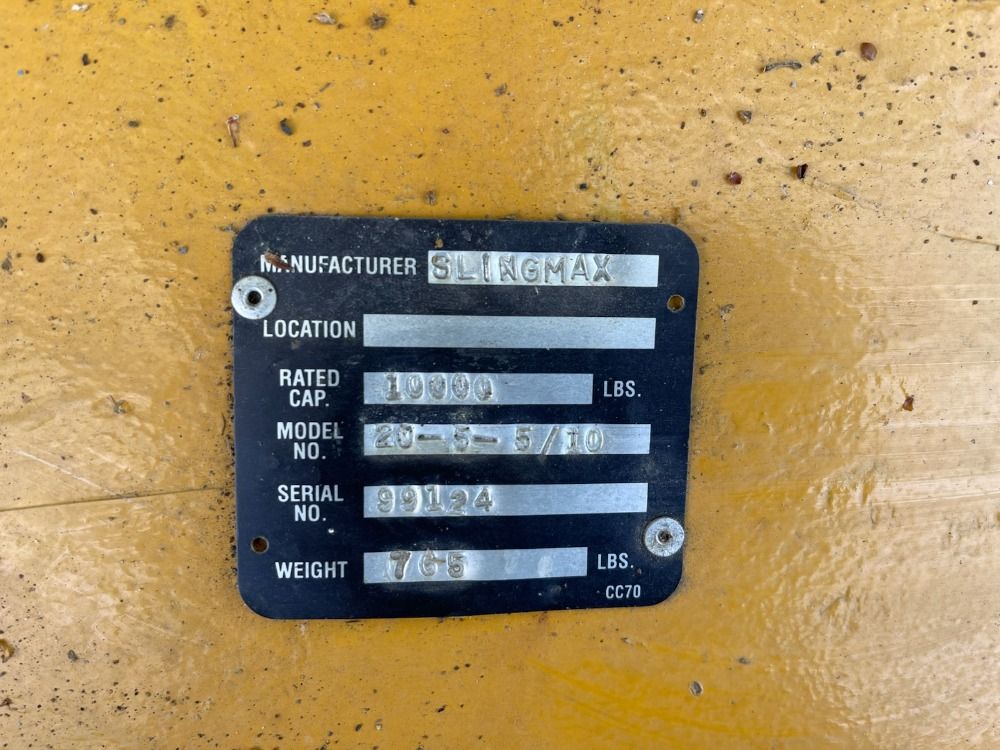 MANUFACTURER SLINGMAX
LOCATION
RATED CAP. 10000 LBS.
MODEL NO. 20-5-5/10
SERIAL NO. 99124
WEIGHT 765 LBS.
CC70